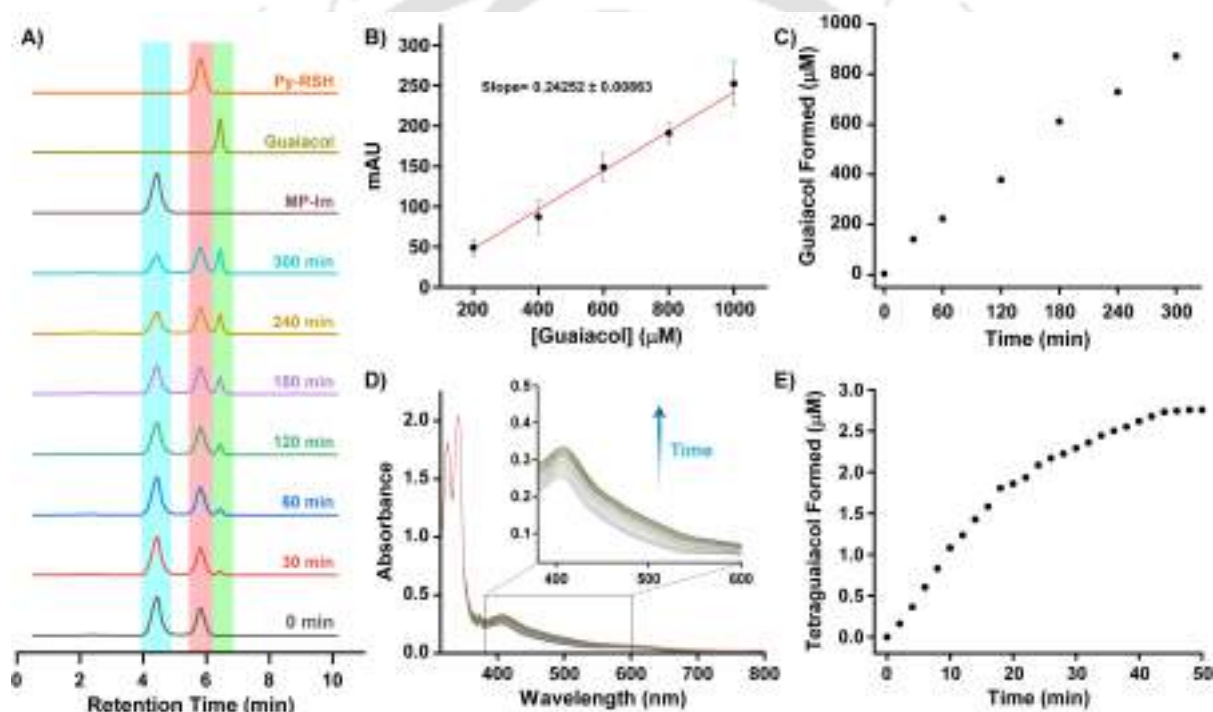 A)
Py-RSH
Guaiacol
MP-Im
300 min
240 min
180 min
120 min
60 min
30 min
0 min
0 2 4 6 8 10
Retention Time (min)
B)
300
250
200
150
100
50
0
mAU
Slope= 0.24252 ± 0.00863
200 400 600 800 1000
[Guaiacol] (μM)
C)
1000
800
600
400
200
0
Guaiacol Formed (μM)
0 60 120 180 240 300
Time (min)
D)
2.0
1.5
1.0
0.5
0.0
Absorbance
0.5
0.4
0.3
0.2
0.1
Time
400 500 600
400 500 600 700 800
Wavelength (nm)
E)
3.0
2.5
2.0
1.5
1.0
0.5
0.0
Tetraguaiacol Formed (μM)
0 10 20 30 40 50
Time (min)